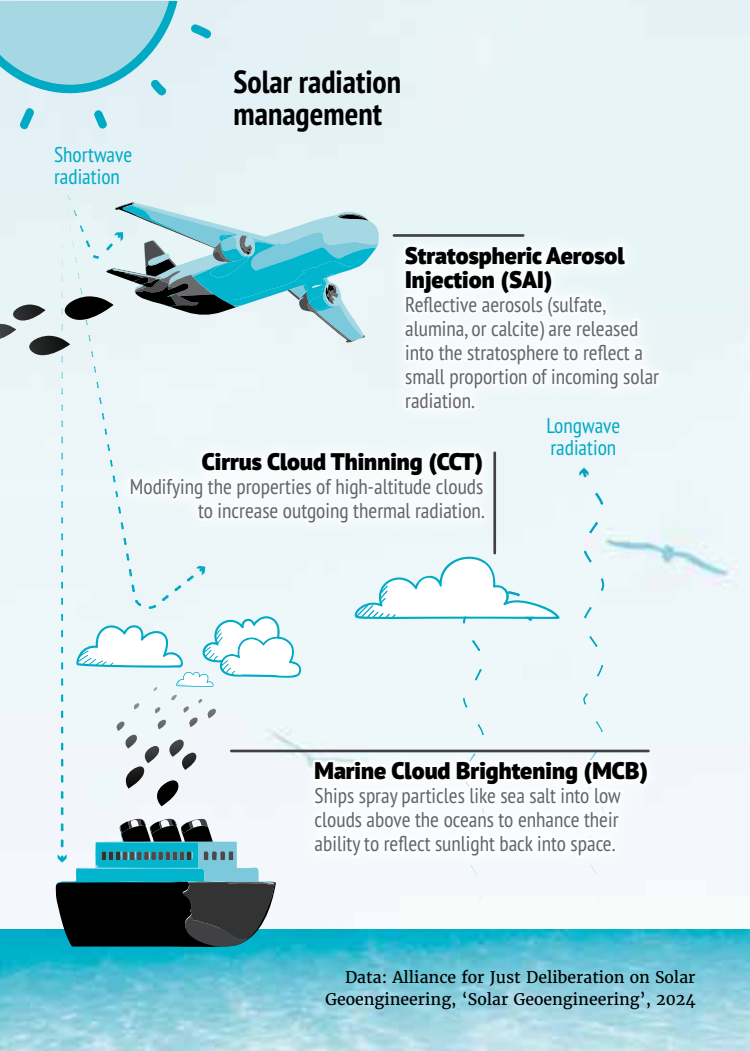 Solar radiation
management
Shortwave
radiation
Stratospheric Aerosol
Injection (SAI)
Reflective aerosols (sulfate,
alumina, or calcite) are released
into the stratosphere to reflect a
small proportion of incoming solar
radiation.
Longwave
radiation
Cirrus Cloud Thinning (CCT)
Modifying the properties of high-altitude clouds
to increase outgoing thermal radiation.
Marine Cloud Brightening (MCB)
Ships spray particles like sea salt into low
clouds above the oceans to enhance their
ability to reflect sunlight back into space.
Data: Alliance for Just Deliberation on Solar
Geoengineering, ‘Solar Geoengineering’, 2024